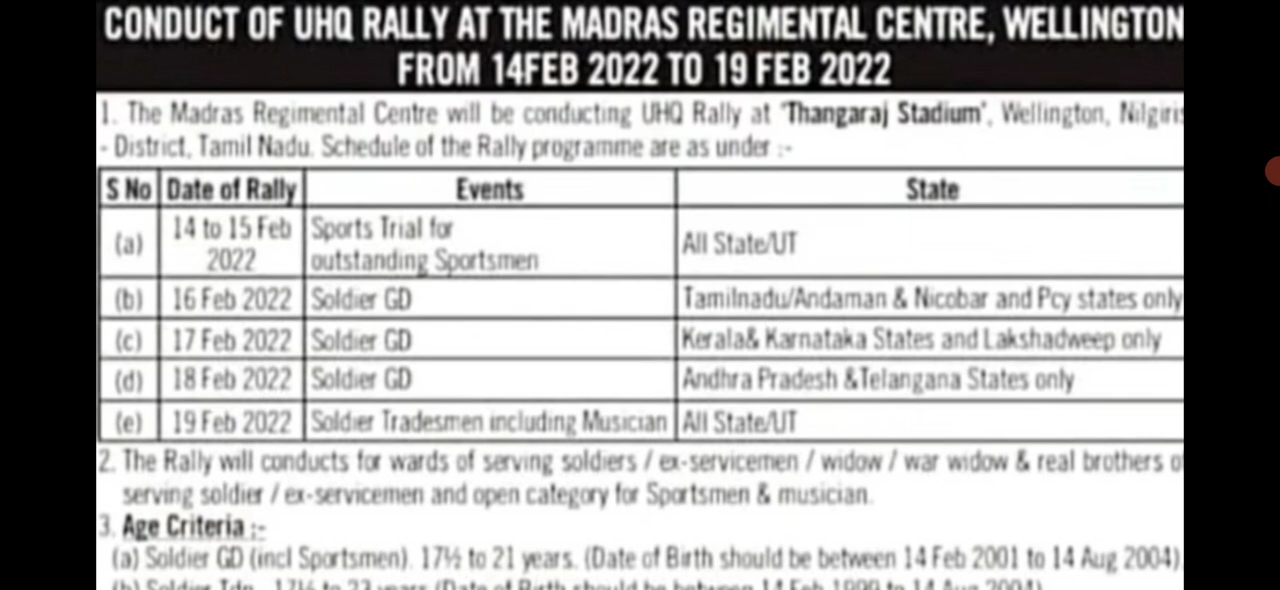 CONDUCT OF UHQ RALLY AT THE MADRAS REGIMENTAL CENTRE, WELLINGTON
FROM 14FEB 2022 TO 19 FEB 2022
1. The Madras Regimental Centre will be conducting UHQ Rally at 'Thangaraj Stadium', Wellington, Nilgiris
- District, Tamil Nadu. Schedule of the Rally programme are as under :-
S No Date of Rally Events State
(a) 14 to 15 Feb 2022 Sports Trial for outstanding Sportsmen All State/UT
(b) 16 Feb 2022 Soldier GD Tamilnadu/Andaman & Nicobar and Pcy states only
(c) 17 Feb 2022 Soldier GD Kerala& Karnataka States and Lakshadweep only
(d) 18 Feb 2022 Soldier GD Andhra Pradesh &Telangana States only
(e) 19 Feb 2022 Soldier Tradesmen including Musician All State/UT
2. The Rally will conducts for wards of serving soldiers / ex-servicemen / widow / war widow & real brothers o
serving soldier / ex-servicemen and open category for Sportsmen & musician.
3. Age Criteria :-
(a) Soldier GD (incl Sportsmen). 17½ to 21 years. (Date of Birth should be between 14 Feb 2001 to 14 Aug 2004)